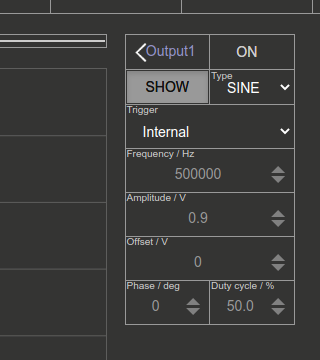 Output1
ON
SHOW
Type
SINE
Trigger
Internal
Frequency / Hz
500000
Amplitude / V
0.9
Offset / V
0
Phase / deg
0
Duty cycle / %
50.0